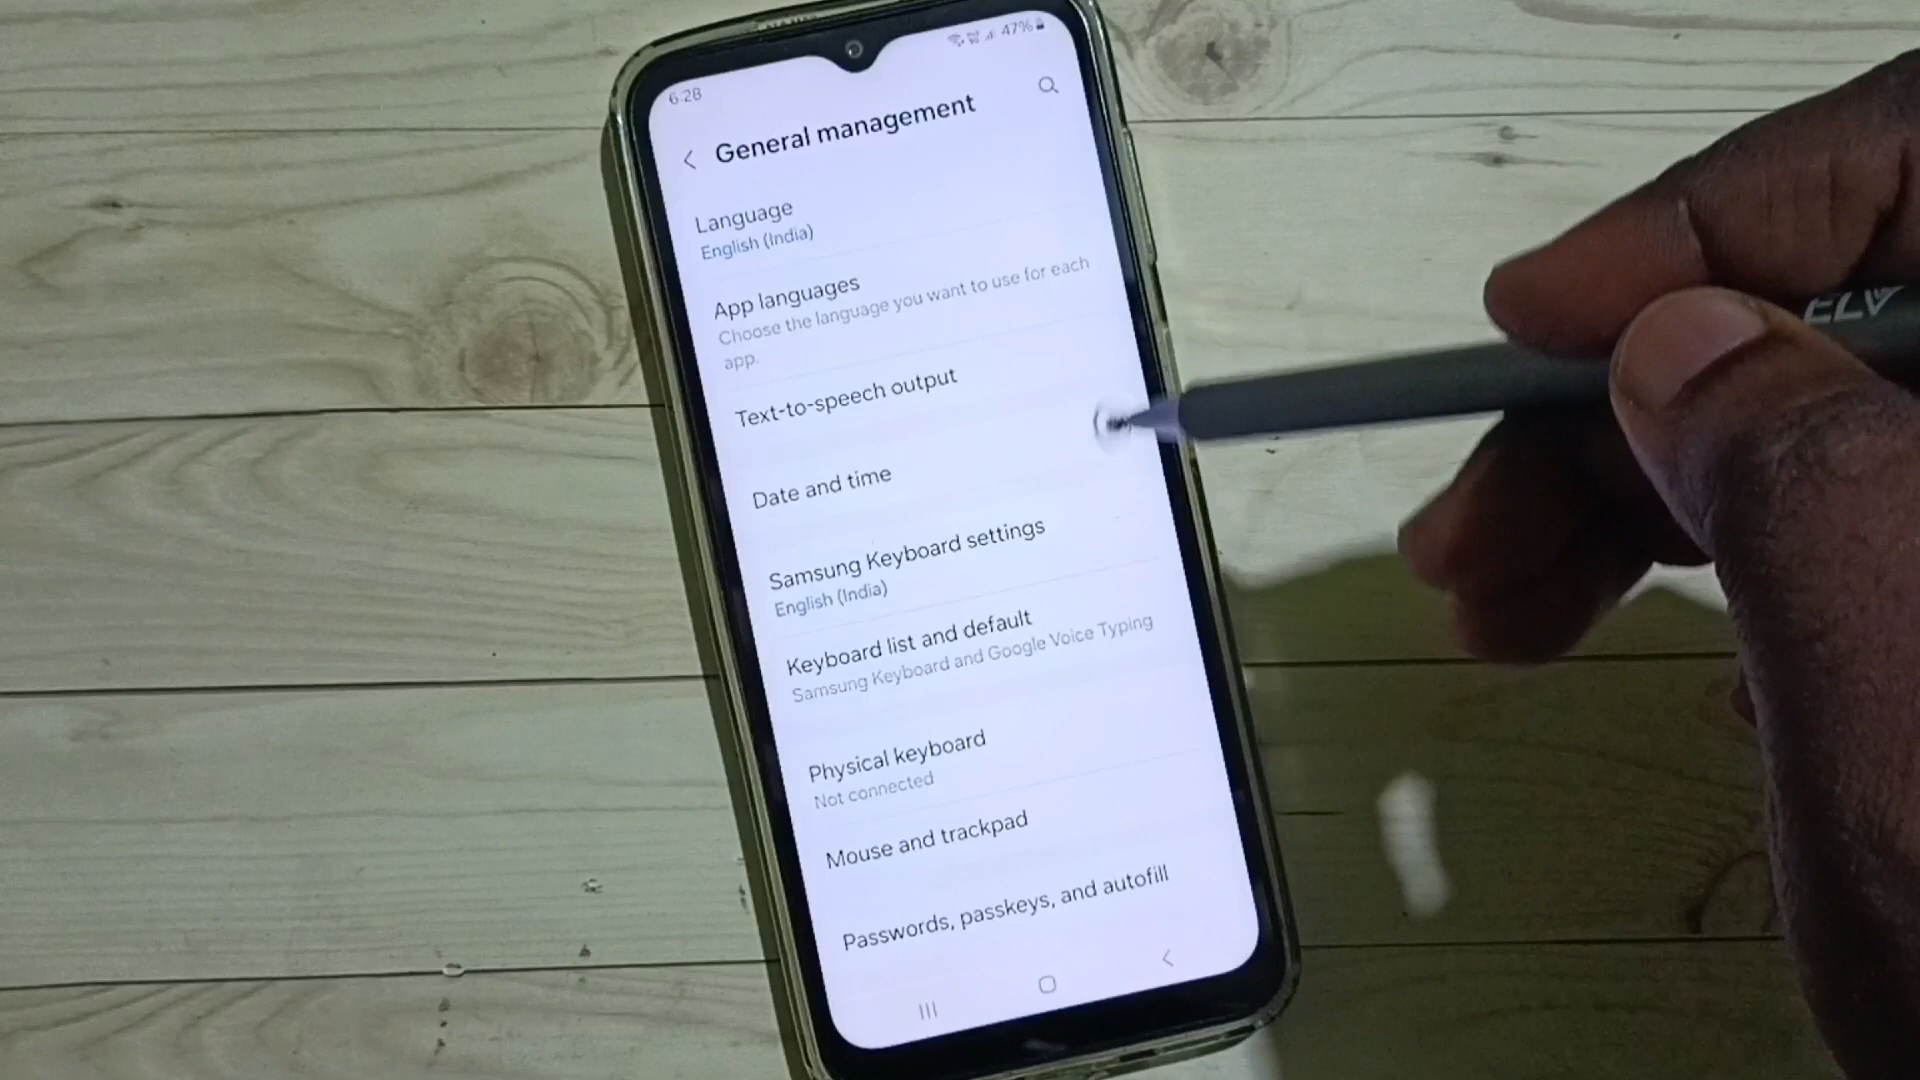 6:28
47%
General management
Language
English (India)
App languages
Choose the language you want to use for each
app.
Text-to-speech output
Date and time
Samsung Keyboard settings
English (India)
Keyboard list and default
Samsung Keyboard and Google Voice Typing
Physical keyboard
Not connected
Mouse and trackpad
Passwords, passkeys, and autofill